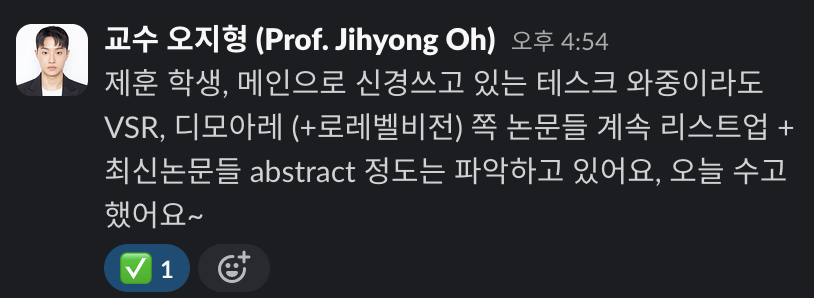 교수 오지형 (Prof. Jihyong Oh) 오후 4:54
제훈 학생, 메인으로 신경쓰고 있는 테스크 와중이라도
VSR, 디모아레 (+로레벨비전) 쪽 논문들 계속 리스트업 +
최신논문들 abstract 정도는 파악하고 있어요, 오늘 수고
했어요~
1